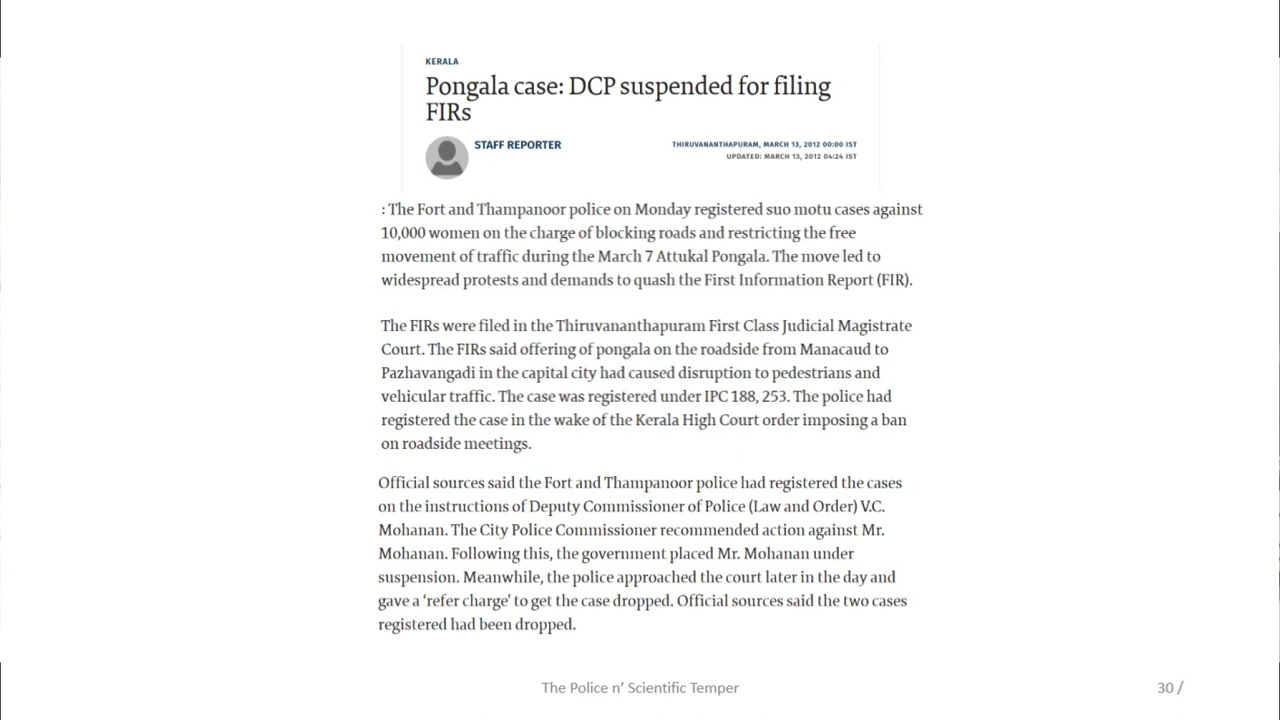 KERALA
Pongala case: DCP suspended for filing
FIRs
STAFF REPORTER
THIRUVANANTHAPURAM, MARCH 13, 2012 00:00 IST
UPDATED: MARCH 13, 2012 04:24 IST
: The Fort and Thampanoor police on Monday registered suo motu cases against
10,000 women on the charge of blocking roads and restricting the free
movement of traffic during the March 7 Attukal Pongala. The move led to
widespread protests and demands to quash the First Information Report (FIR).
The FIRs were filed in the Thiruvananthapuram First Class Judicial Magistrate
Court. The FIRs said offering of pongala on the roadside from Manacaud to
Pazhavangadi in the capital city had caused disruption to pedestrians and
vehicular traffic. The case was registered under IPC 188, 253. The police had
registered the case in the wake of the Kerala High Court order imposing a ban
on roadside meetings.
Official sources said the Fort and Thampanoor police had registered the cases
on the instructions of Deputy Commissioner of Police (Law and Order) V.C.
Mohanan. The City Police Commissioner recommended action against Mr.
Mohanan. Following this, the government placed Mr. Mohanan under
suspension. Meanwhile, the police approached the court later in the day and
gave a ‘refer charge’ to get the case dropped. Official sources said the two cases
registered had been dropped.
The Police n’ Scientific Temper
30 /